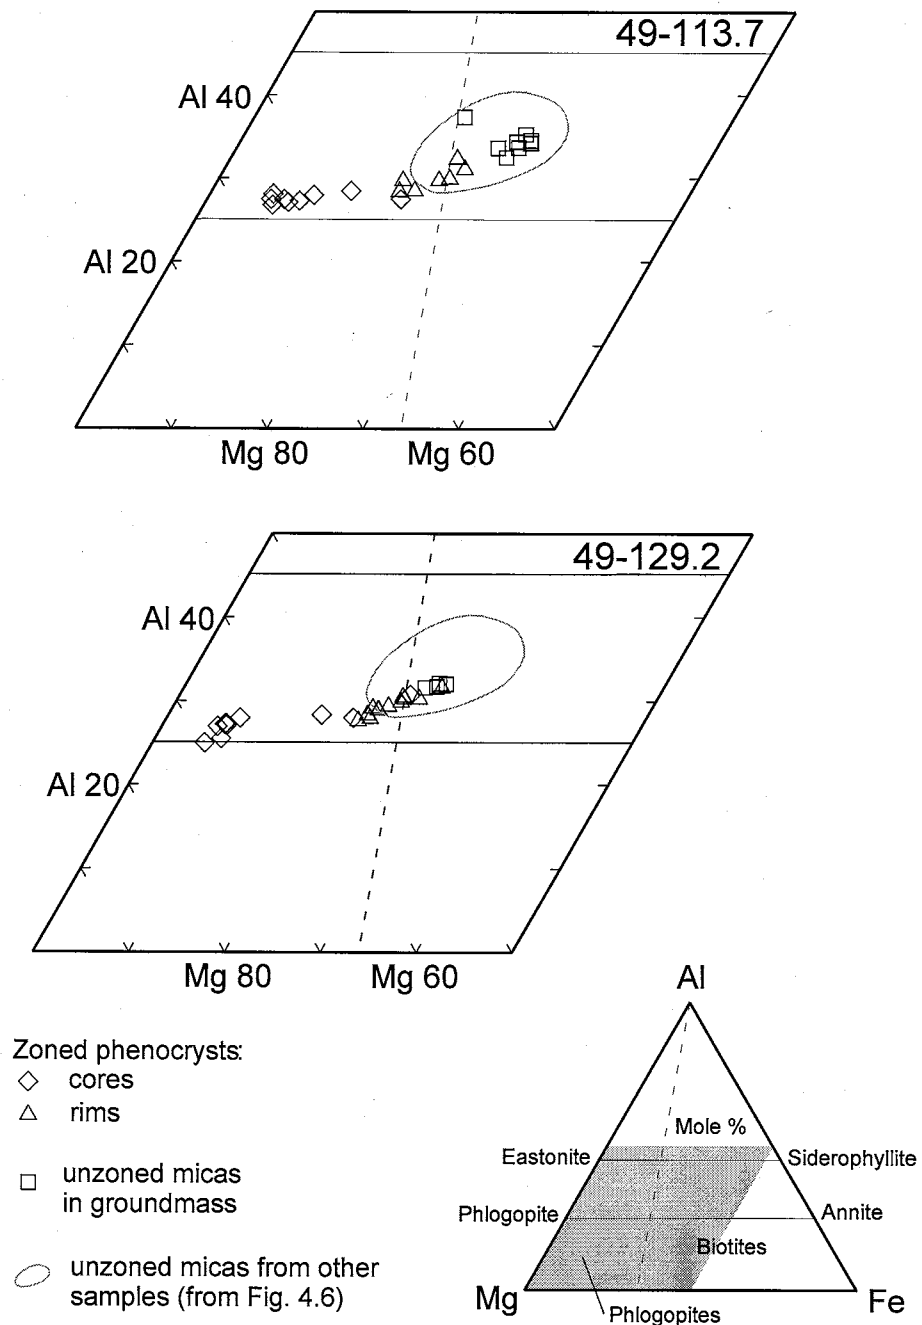 49-113.7
Al 40
Al 20
Mg 80
Mg 60
49-129.2
Al 40
Al 20
Mg 80
Mg 60
Zoned phenocrysts:
cores
rims
unzoned micas
in groundmass
unzoned micas from other
samples (from Fig. 4.6)
Al
Mole %
Eastonite
Siderophyllite
Phlogopite
Annite
Biotites
Mg
Fe
Phlogopites